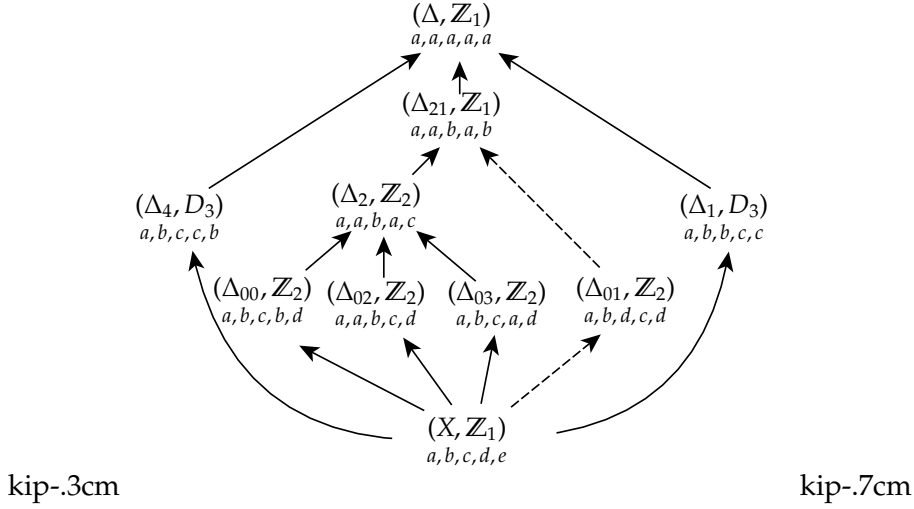 (Δ, ℤ₁)
a,a,a,a,a
(Δ₂₁, ℤ₁)
a,a,b,a,b
(Δ₄, D₃)
a,b,c,c,b
(Δ₂, ℤ₂)
a,a,b,a,c
(Δ₁, D₃)
a,b,b,c,c
(Δ₀₀, ℤ₂)
a,b,c,b,d
(Δ₀₂, ℤ₂)
a,a,b,c,d
(Δ₀₃, ℤ₂)
a,b,c,a,d
(Δ₀₁, ℤ₂)
a,b,d,c,d
(X, ℤ₁)
a,b,c,d,e
kip-.3cm
kip-.7cm